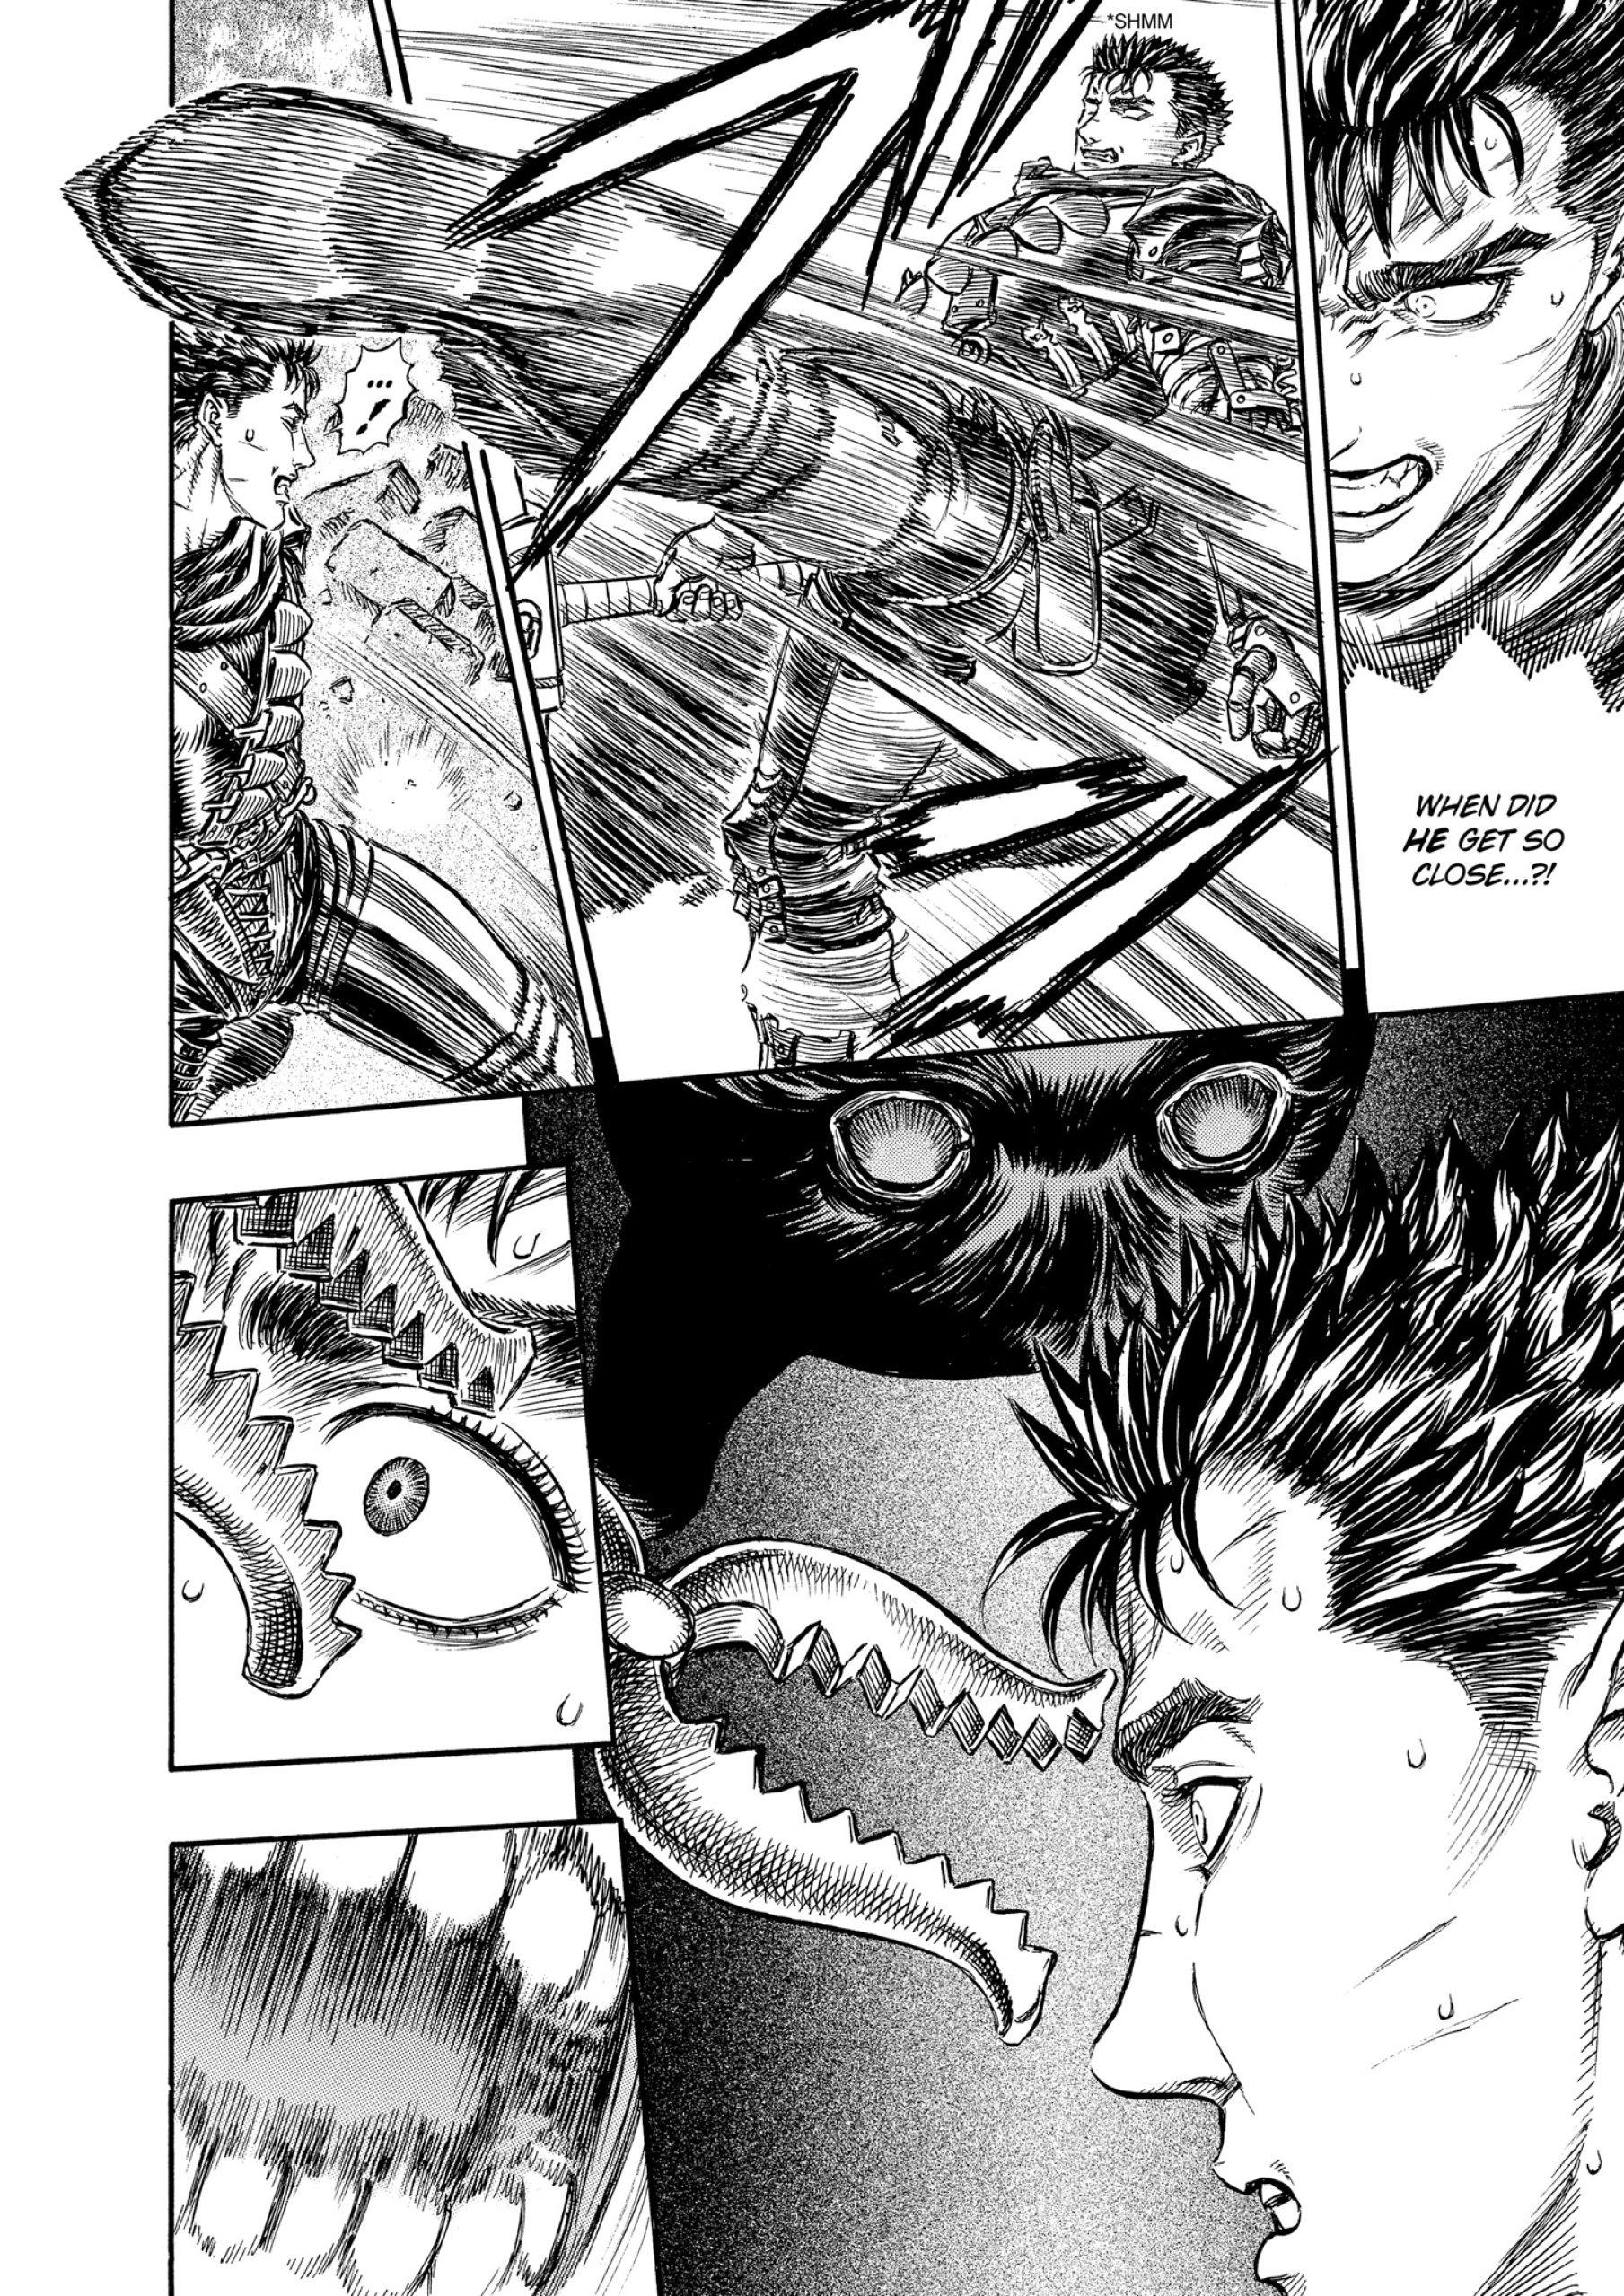 WHEN DID
HE GET SO
CLOSE...?!
*SHMM
...!